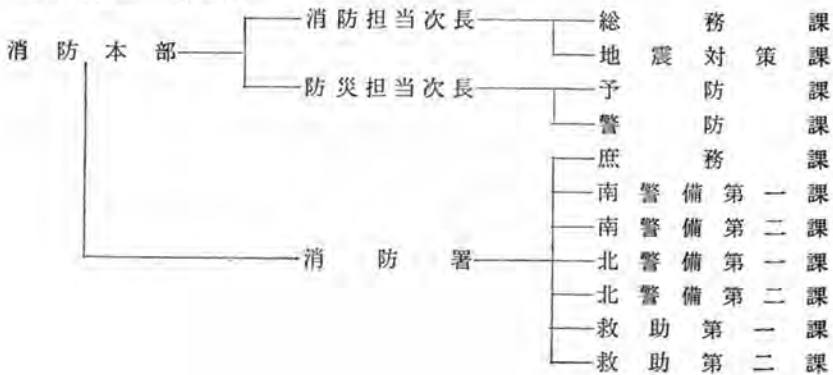 消防担当次長 総務課
消防本部 地震対策課
防災担当次長 予防課
警防課
庶務課
南警備第一課
南警備第二課
消防署 北警備第一課
北警備第二課
救助第一課
救助第二課